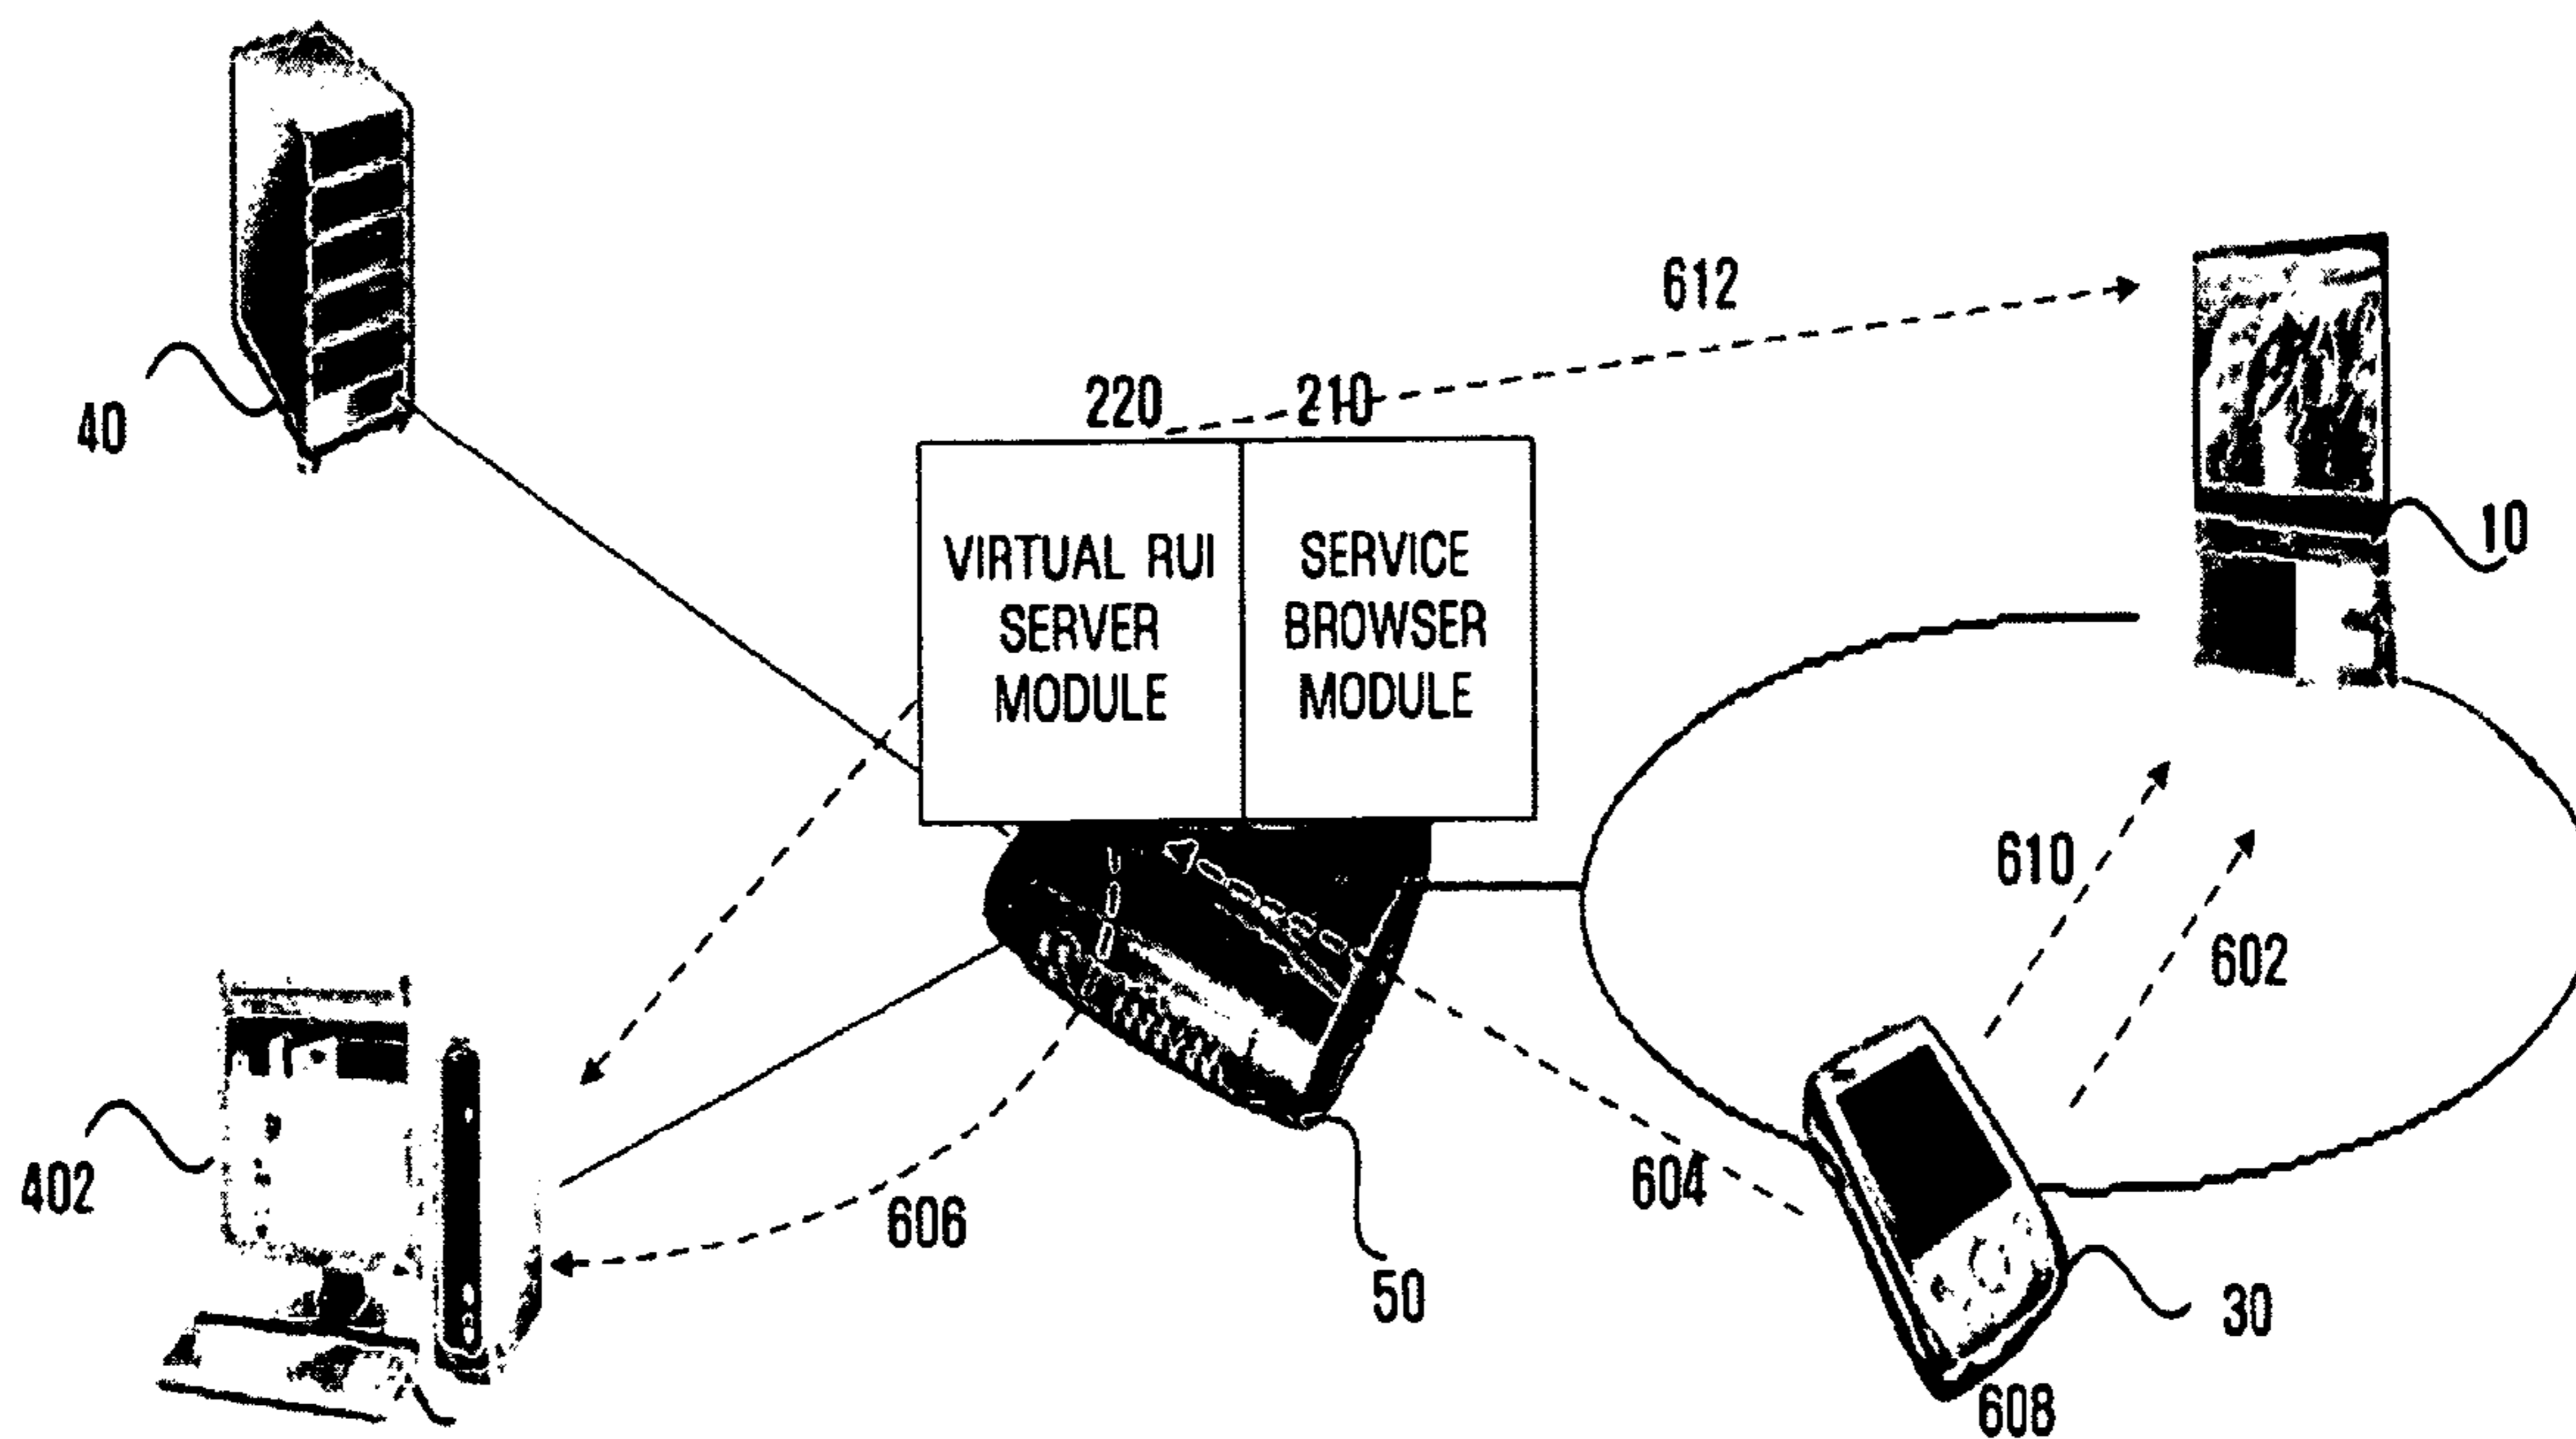 612
220
210
40
VIRTUAL RUI
SERVER
MODULE
SERVICE
BROWSER
MODULE
10
610
602
402
606
604
50
30
608